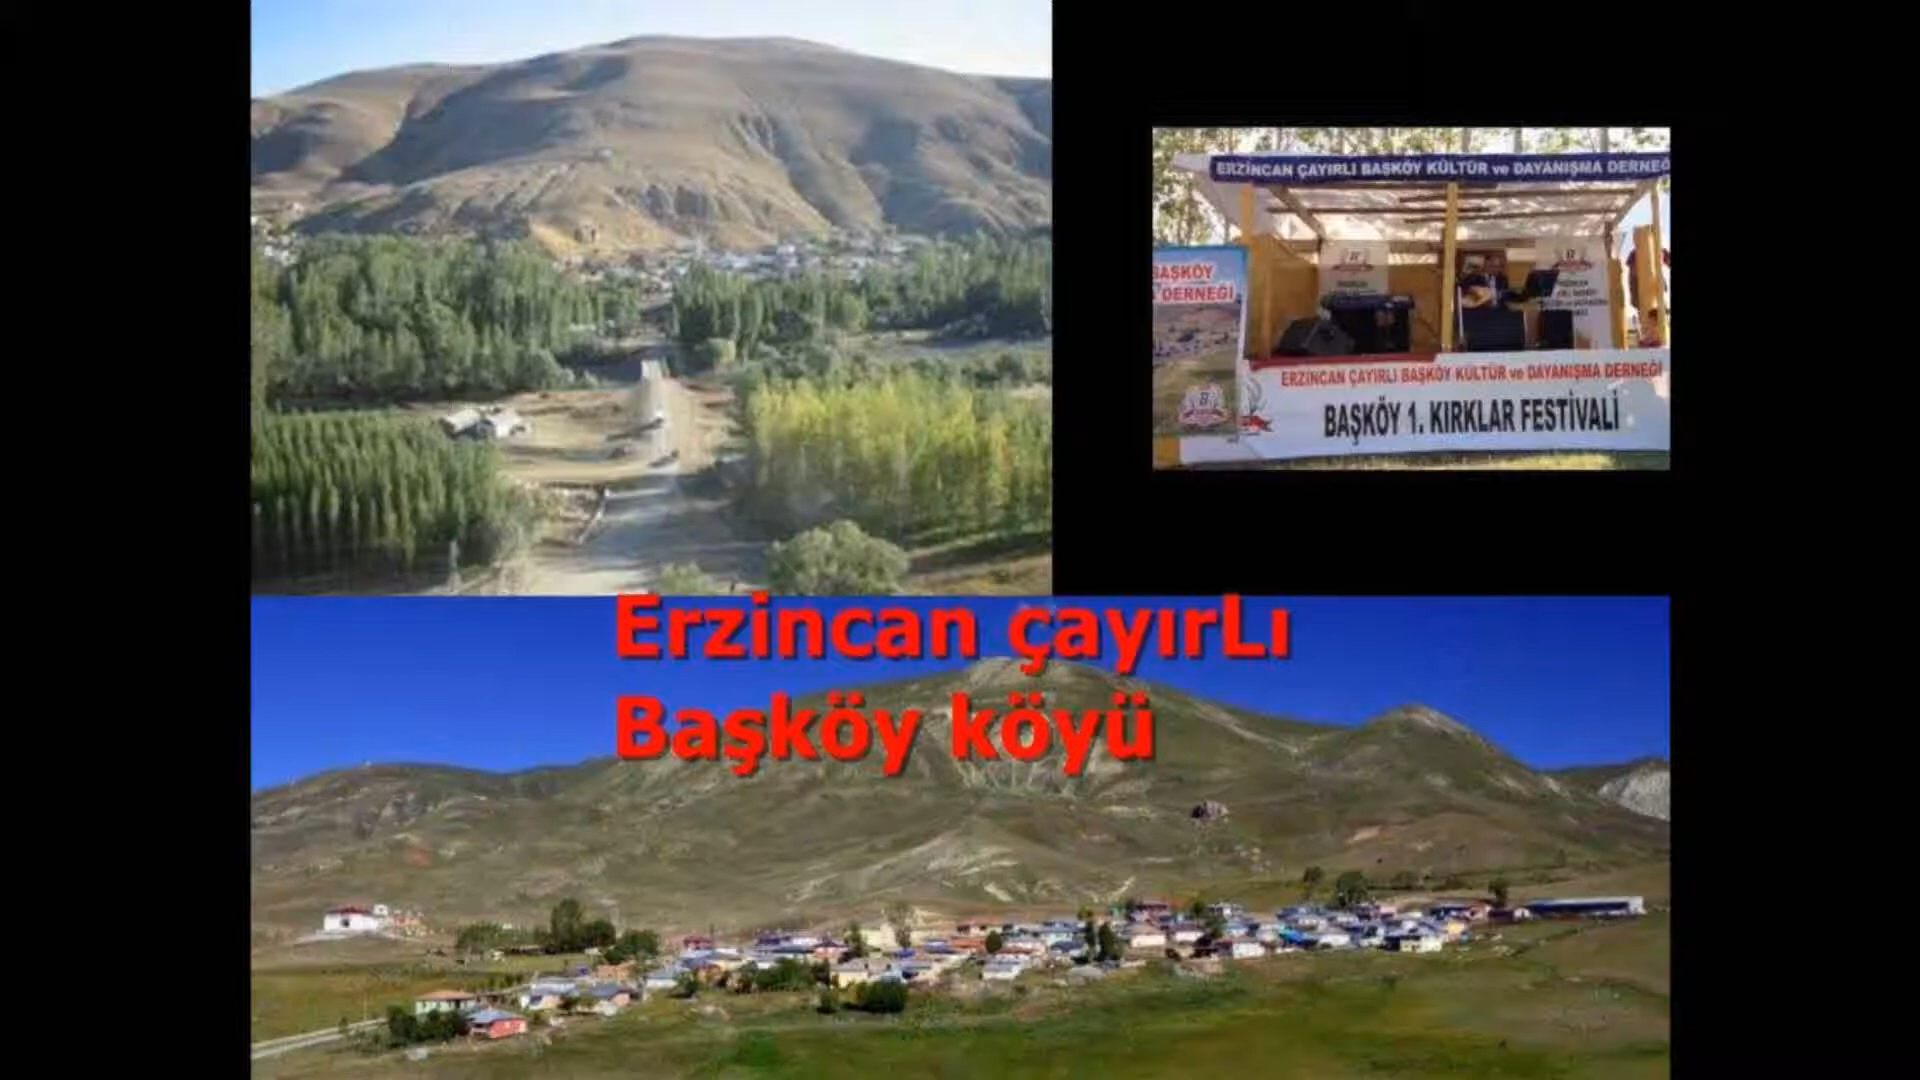 ERZİNCAN ÇAYIRLI BAŞKÖY KÜLTÜR ve DAYANIŞMA DERNEĞ
BAŞKÖY
DERNEĞİ
ERZİNCAN ÇAYIRLI BAŞKÖY KÜLTÜR ve DAYANIŞMA DERNEĞİ
BAŞKÖY 1. KIRKLAR FESTİVALİ
Erzincan çayırLı
Başköy köyü